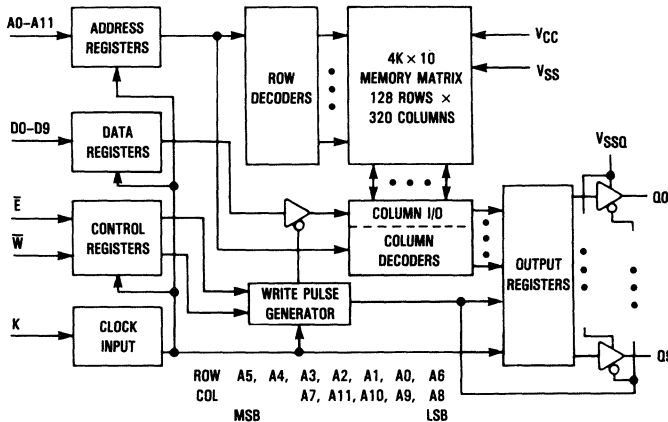 A0–A11
ADDRESS
REGISTERS
ROW
DECODERS
4K × 10
MEMORY MATRIX
128 ROWS ×
320 COLUMNS
VCC
VSS
D0–D9
DATA
REGISTERS
VSSQ
Q0
E̅
W̅
CONTROL
REGISTERS
COLUMN I/O
COLUMN
DECODERS
OUTPUT
REGISTERS
WRITE PULSE
GENERATOR
K
CLOCK
INPUT
Q9
ROW A5, A4, A3, A2, A1, A0, A6
COL A7, A11, A10, A9, A8
MSB LSB